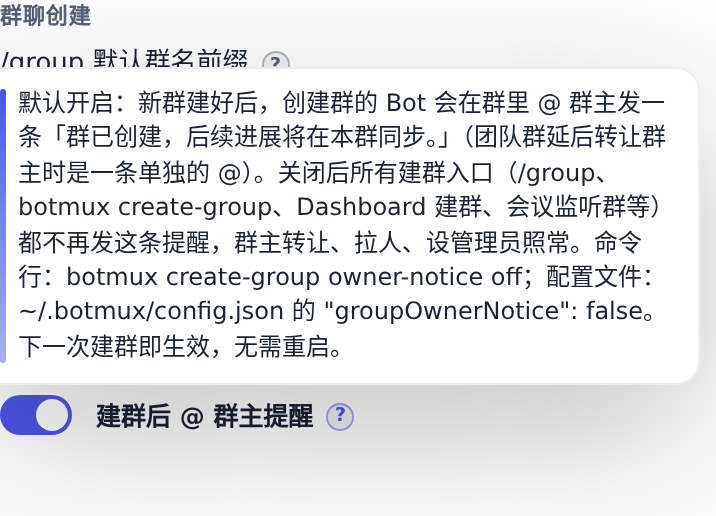 群聊创建
/group 默认群名前缀 ?
默认开启：新群建好后，创建群的 Bot 会在群里 @ 群主发一
条「群已创建，后续进展将在本群同步。」（团队群延后转让群
主时是一条单独的 @）。关闭后所有建群入口（/group、
botmux create-group、Dashboard 建群、会议监听群等）
都不再发这条提醒，群主转让、拉人、设管理员照常。命令
行：botmux create-group owner-notice off；配置文件：
~/.botmux/config.json 的 "groupOwnerNotice": false。
下一次建群即生效，无需重启。
建群后 @ 群主提醒 ?